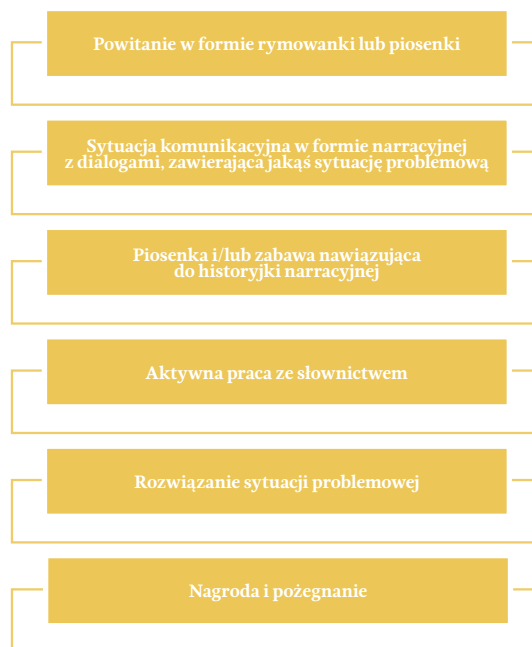 Powitanie w formie rymowanki lub piosenki
Sytuacja komunikacyjna w formie narracyjnej
z dialogami, zawierająca jakąś sytuację problemową
Piosenka i/lub zabawa nawiązująca
do historyjki narracyjnej
Aktywna praca ze słownictwem
Rozwiązanie sytuacji problemowej
Nagroda i pożegnanie